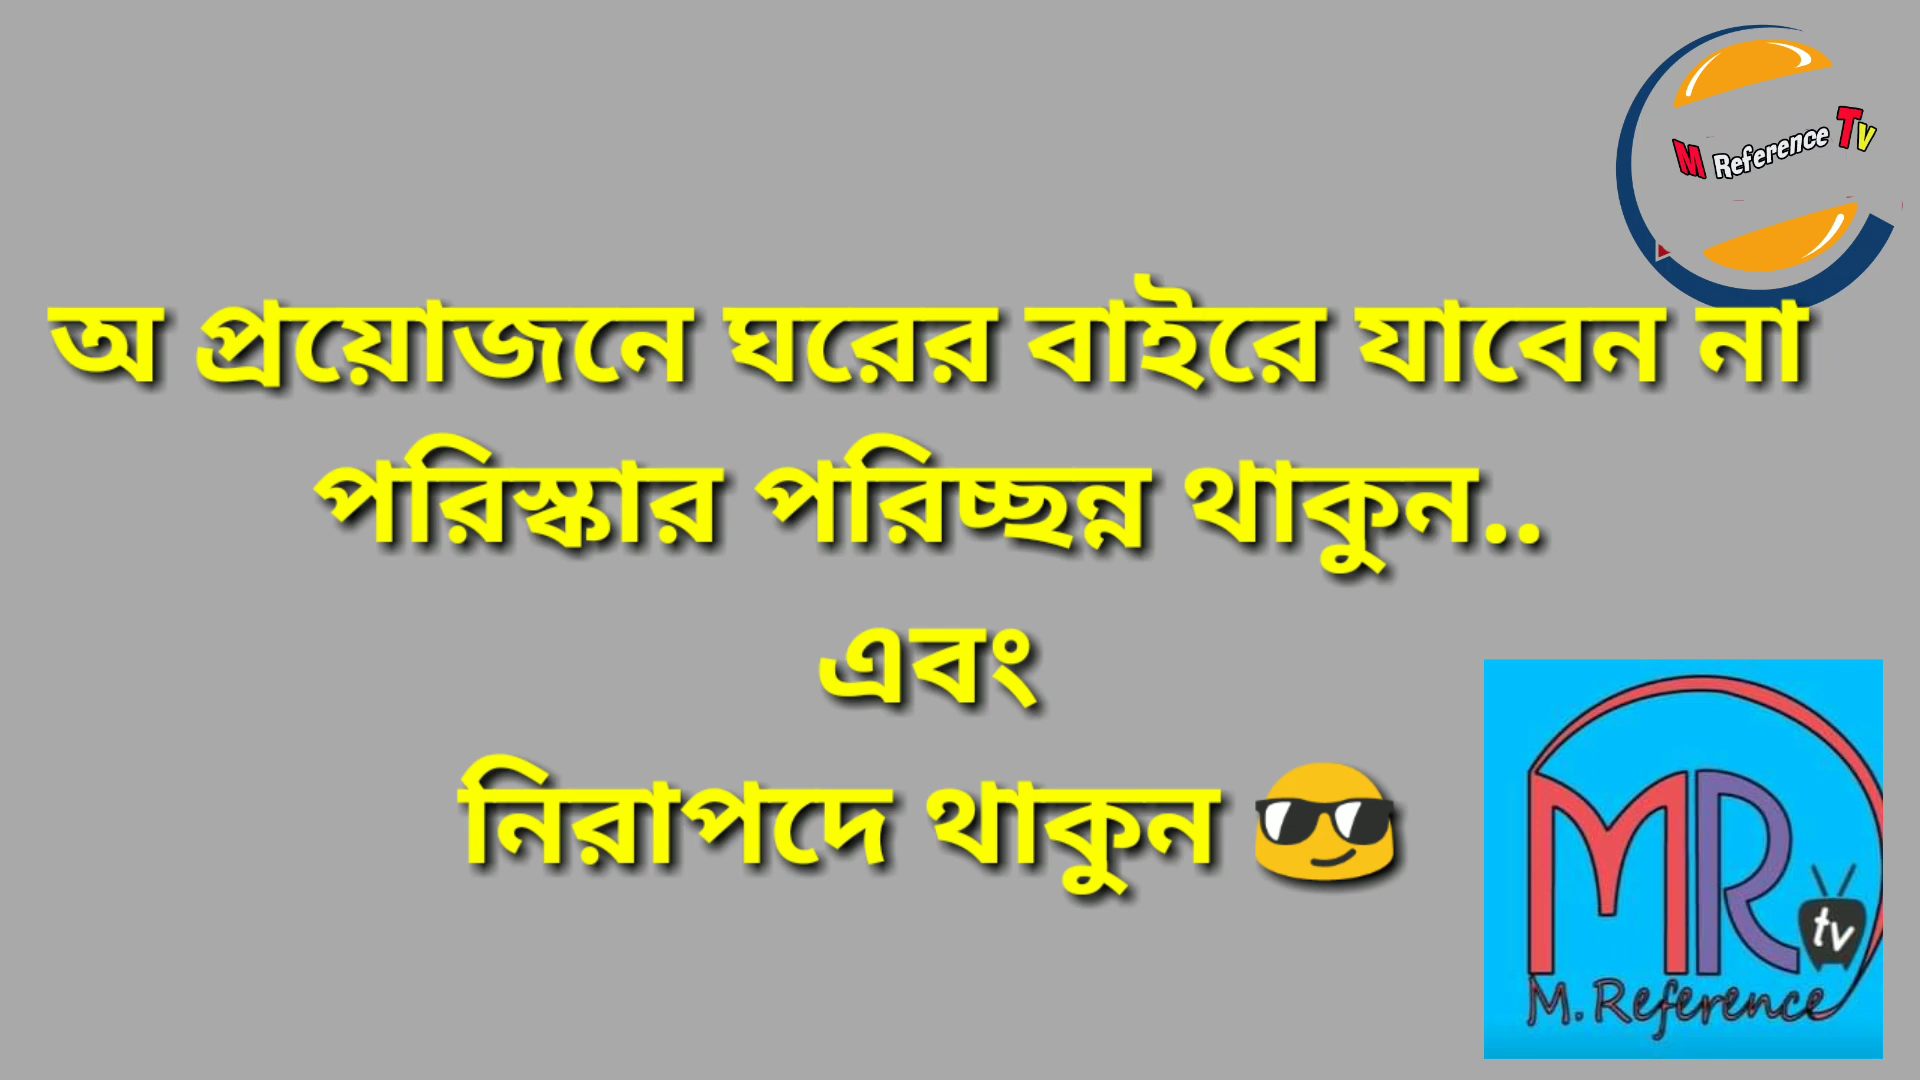 M Reference Tv
অ প্রয়োজনে ঘরের বাইরে যাবেন না
পরিস্কার পরিচ্ছন্ন থাকুন..
এবং
নিরাপদে থাকুন 😎
MR
tv
M. Reference